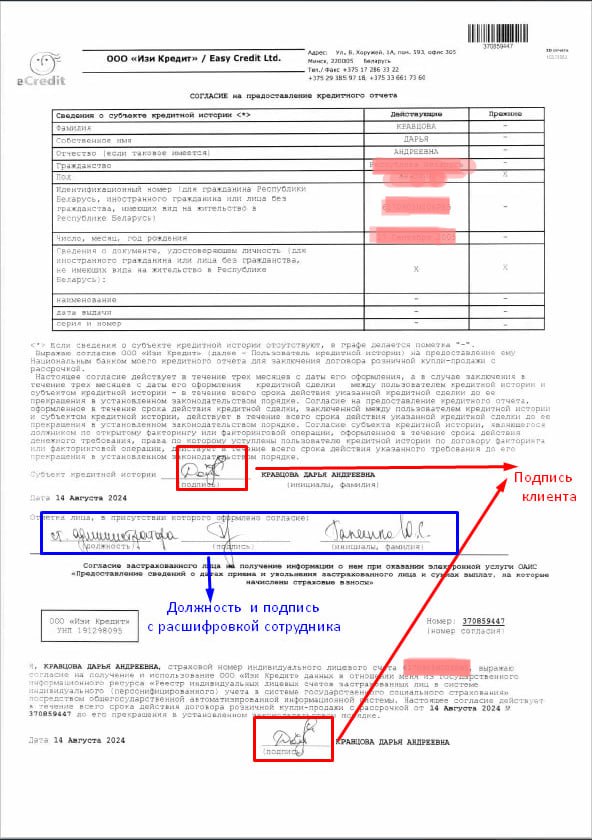 370859447
ООО «Изи Кредит» / Easy Credit Ltd.
eCredit
Адрес: Ул. В. Хоружей, 1А, пом. 593, офис 305
Минск, 220005 Беларусь
Тел./Факс +375 17 286 33 22
+375 29 385 97 18, +375 33 661 73 60
СОГЛАСИЕ на предоставление кредитного отчета
Сведения о субъекте кредитной истории <*> Действующие Прежние
Фамилия КРАВЦОВА -
Собственное имя ДАРЬЯ -
Отчество (если таковое имеется) АНДРЕЕВНА -
Гражданство -
Пол X
Идентификационный номер (для гражданина Республики
Беларусь, иностранного гражданина или лица без
гражданства, имеющих вид на жительство в
Республике Беларусь) -
Число, месяц, год рождения -
Сведения о документе, удостоверяющем личность (для
иностранного гражданина или лица без гражданства,
не имеющих вида на жительство в Республике
Беларусь): X X
наименование - -
дата выдачи - -
серия и номер - -
<*> Если сведения о субъекте кредитной истории отсутствуют, в графе делается пометка "-".
Выражаю согласие ООО «Изи Кредит» (далее - Пользователь кредитной истории) на предоставление ему
Национальным банком моего кредитного отчета для заключения договора розничной купли-продажи с
рассрочкой.
Настоящее согласие действует в течение трех месяцев с даты его оформления, а в случае заключения в
течение трех месяцев с даты его оформления кредитной сделки между пользователем кредитной истории и
субъектом кредитной истории - в течение всего срока действия указанной кредитной сделки до ее
прекращения в установленном законодательством порядке. Согласие на предоставление кредитного отчета,
оформленное в течение срока действия кредитной сделки, заключенной между пользователем кредитной истории
и субъектом кредитной истории, действует в течение всего срока действия указанной кредитной сделки до ее
прекращения в установленном законодательством порядке. Согласие субъекта кредитной истории, являющегося
должником по открытому факторингу или факторинговой операции, оформленное в течение срока действия
денежного требования, права по которому уступлены пользователю кредитной истории по договору факторинга
или факторинговой операции, действует в течение всего срока действия указанного требования до его
прекращения в установленном законодательством порядке.
Субъект кредитной истории КРАВЦОВА ДАРЬЯ АНДРЕЕВНА
(подпись) (инициалы, фамилия)
Подпись
клиента
Дата 14 Августа 2024
Отметка лица, в присутствии которого оформлено согласие:
ст. администратора
(должность) (подпись) (инициалы, фамилия)
Согласие застрахованного лица на получение информации о нем при оказании электронной услуги ОАИС
«Предоставление сведений о датах приема и увольнения застрахованного лица и суммах выплат, на которые
начислены страховые взносы»
Должность и подпись
с расшифровкой сотрудника
ООО «Изи Кредит»
УНП 191298095
Номер: 370859447
(номер согласия)
Я, КРАВЦОВА ДАРЬЯ АНДРЕЕВНА, страховой номер индивидуального лицевого счета выражаю
согласие на получение и использование ООО «Изи Кредит» данных в отношении меня из государственного
информационного ресурса «Реестр индивидуальных лицевых счетов застрахованных лиц в системе
индивидуального (персонифицированного) учета в системе государственного социального страхования»
посредством общегосударственной автоматизированной информационной системы. Настоящее согласие действует
в течение всего срока действия договора розничной купли-продажи с рассрочкой от 14 Августа 2024 №
370859447 до его прекращения в установленном законодательством порядке.
Дата 14 Августа 2024 КРАВЦОВА ДАРЬЯ АНДРЕЕВНА
(подпись)